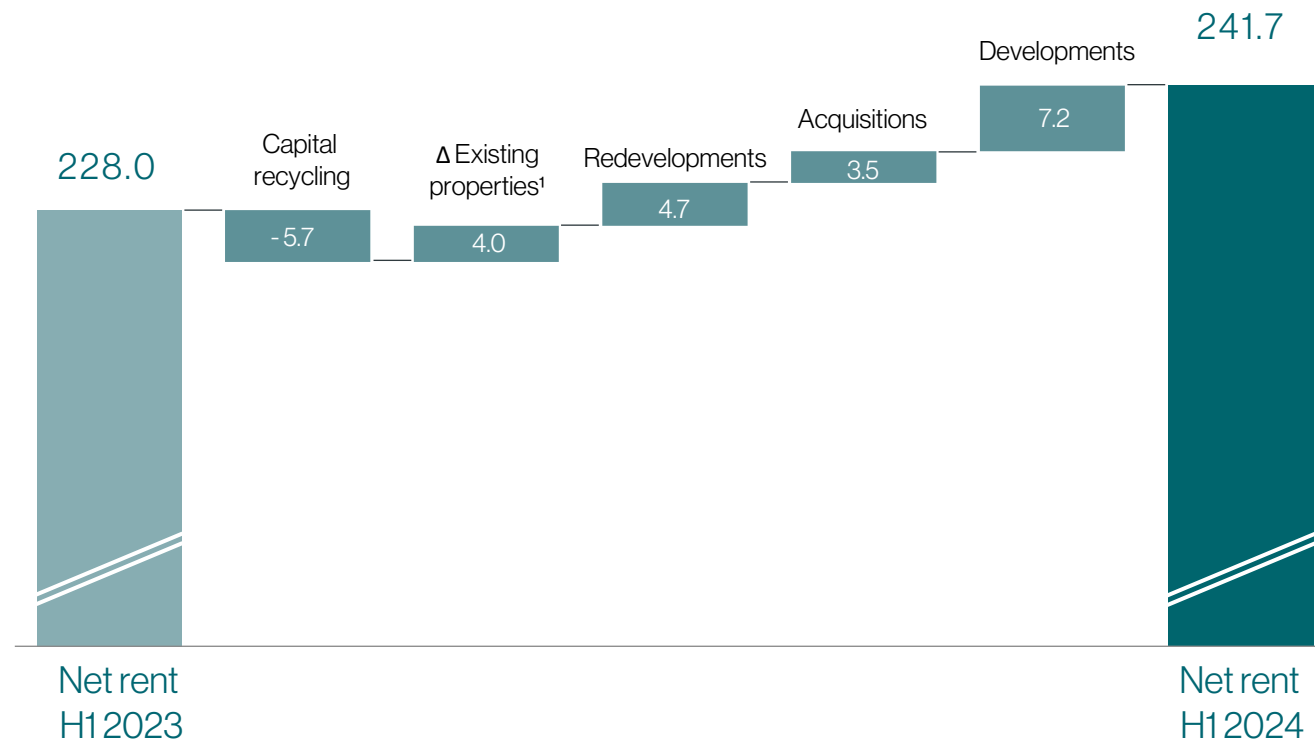 228.0
Capital
recycling
- 5.7
Δ Existing
properties¹
4.0
Redevelopments
4.7
Acquisitions
3.5
Developments
7.2
241.7
Net rent
H1 2023
Net rent
H1 2024